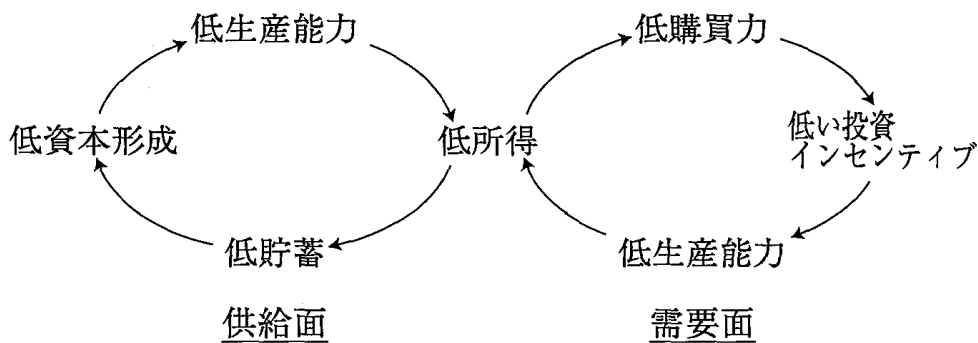 低生産能力
低購買力
低資本形成
低所得
低い投資
インセンティブ
低貯蓄
低生産能力
供給面
需要面